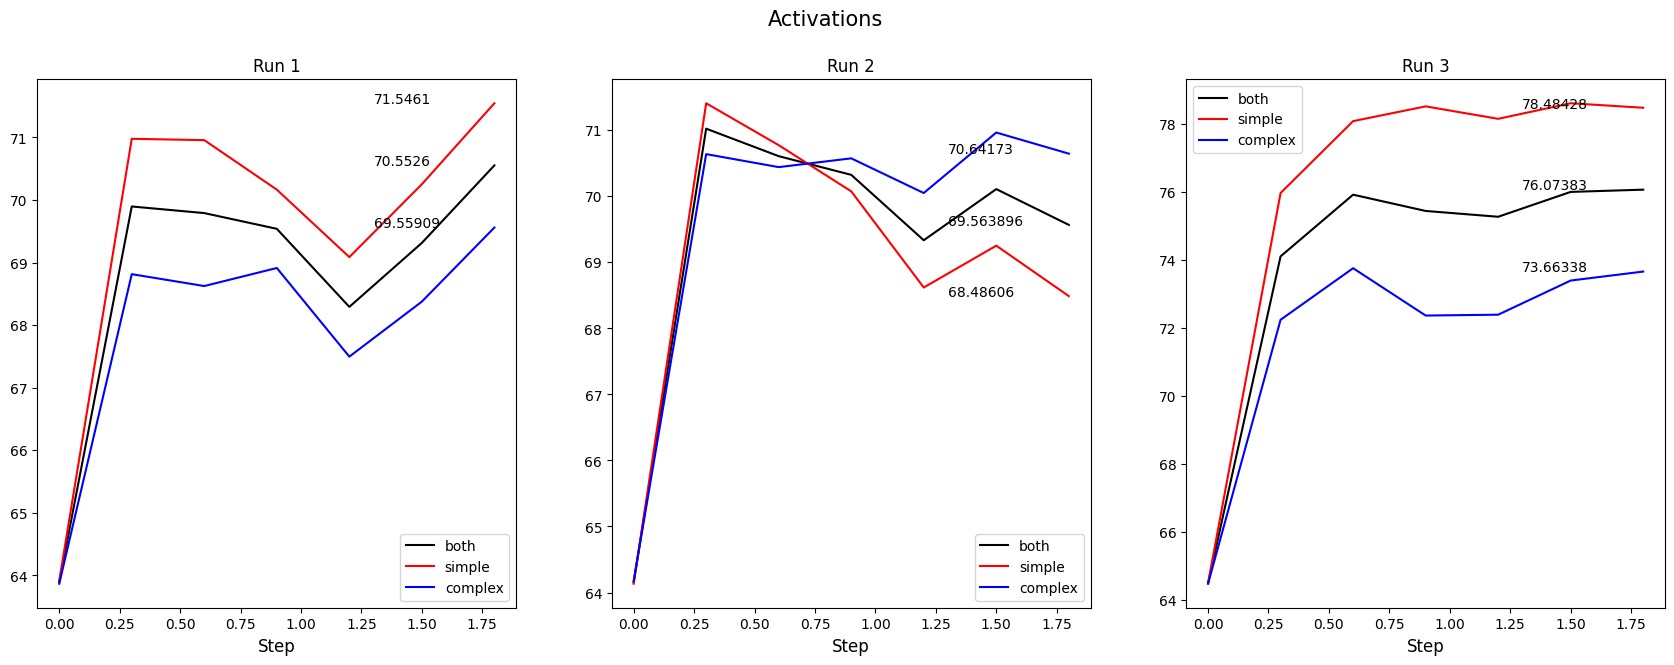 Activations
Run 1
71.5461
70.5526
69.55909
71
70
69
68
67
66
65
64
both
simple
complex
0.00 0.25 0.50 0.75 1.00 1.25 1.50 1.75
Step
Run 2
70.64173
69.563896
68.48606
71
70
69
68
67
66
65
64
both
simple
complex
0.00 0.25 0.50 0.75 1.00 1.25 1.50 1.75
Step
Run 3
both
simple
complex
78.48428
76.07383
73.66338
78
76
74
72
70
68
66
64
0.00 0.25 0.50 0.75 1.00 1.25 1.50 1.75
Step